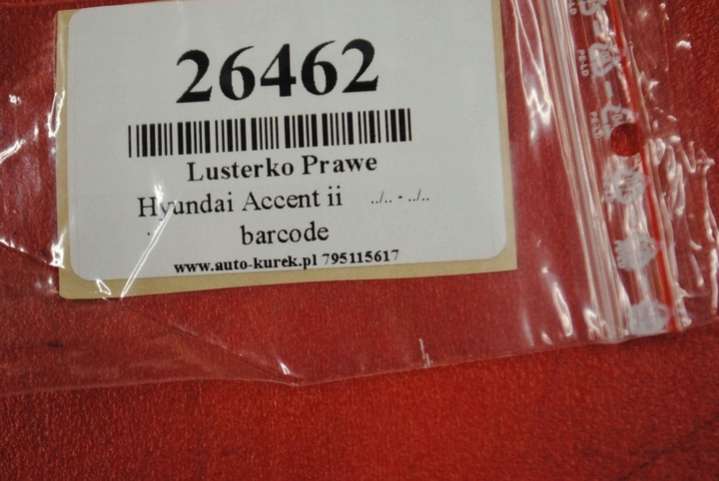 26462
Lusterko Prawe
Hyundai Accent ii ../.. - ../..
barcode
www.auto-kurek.pl 795115617